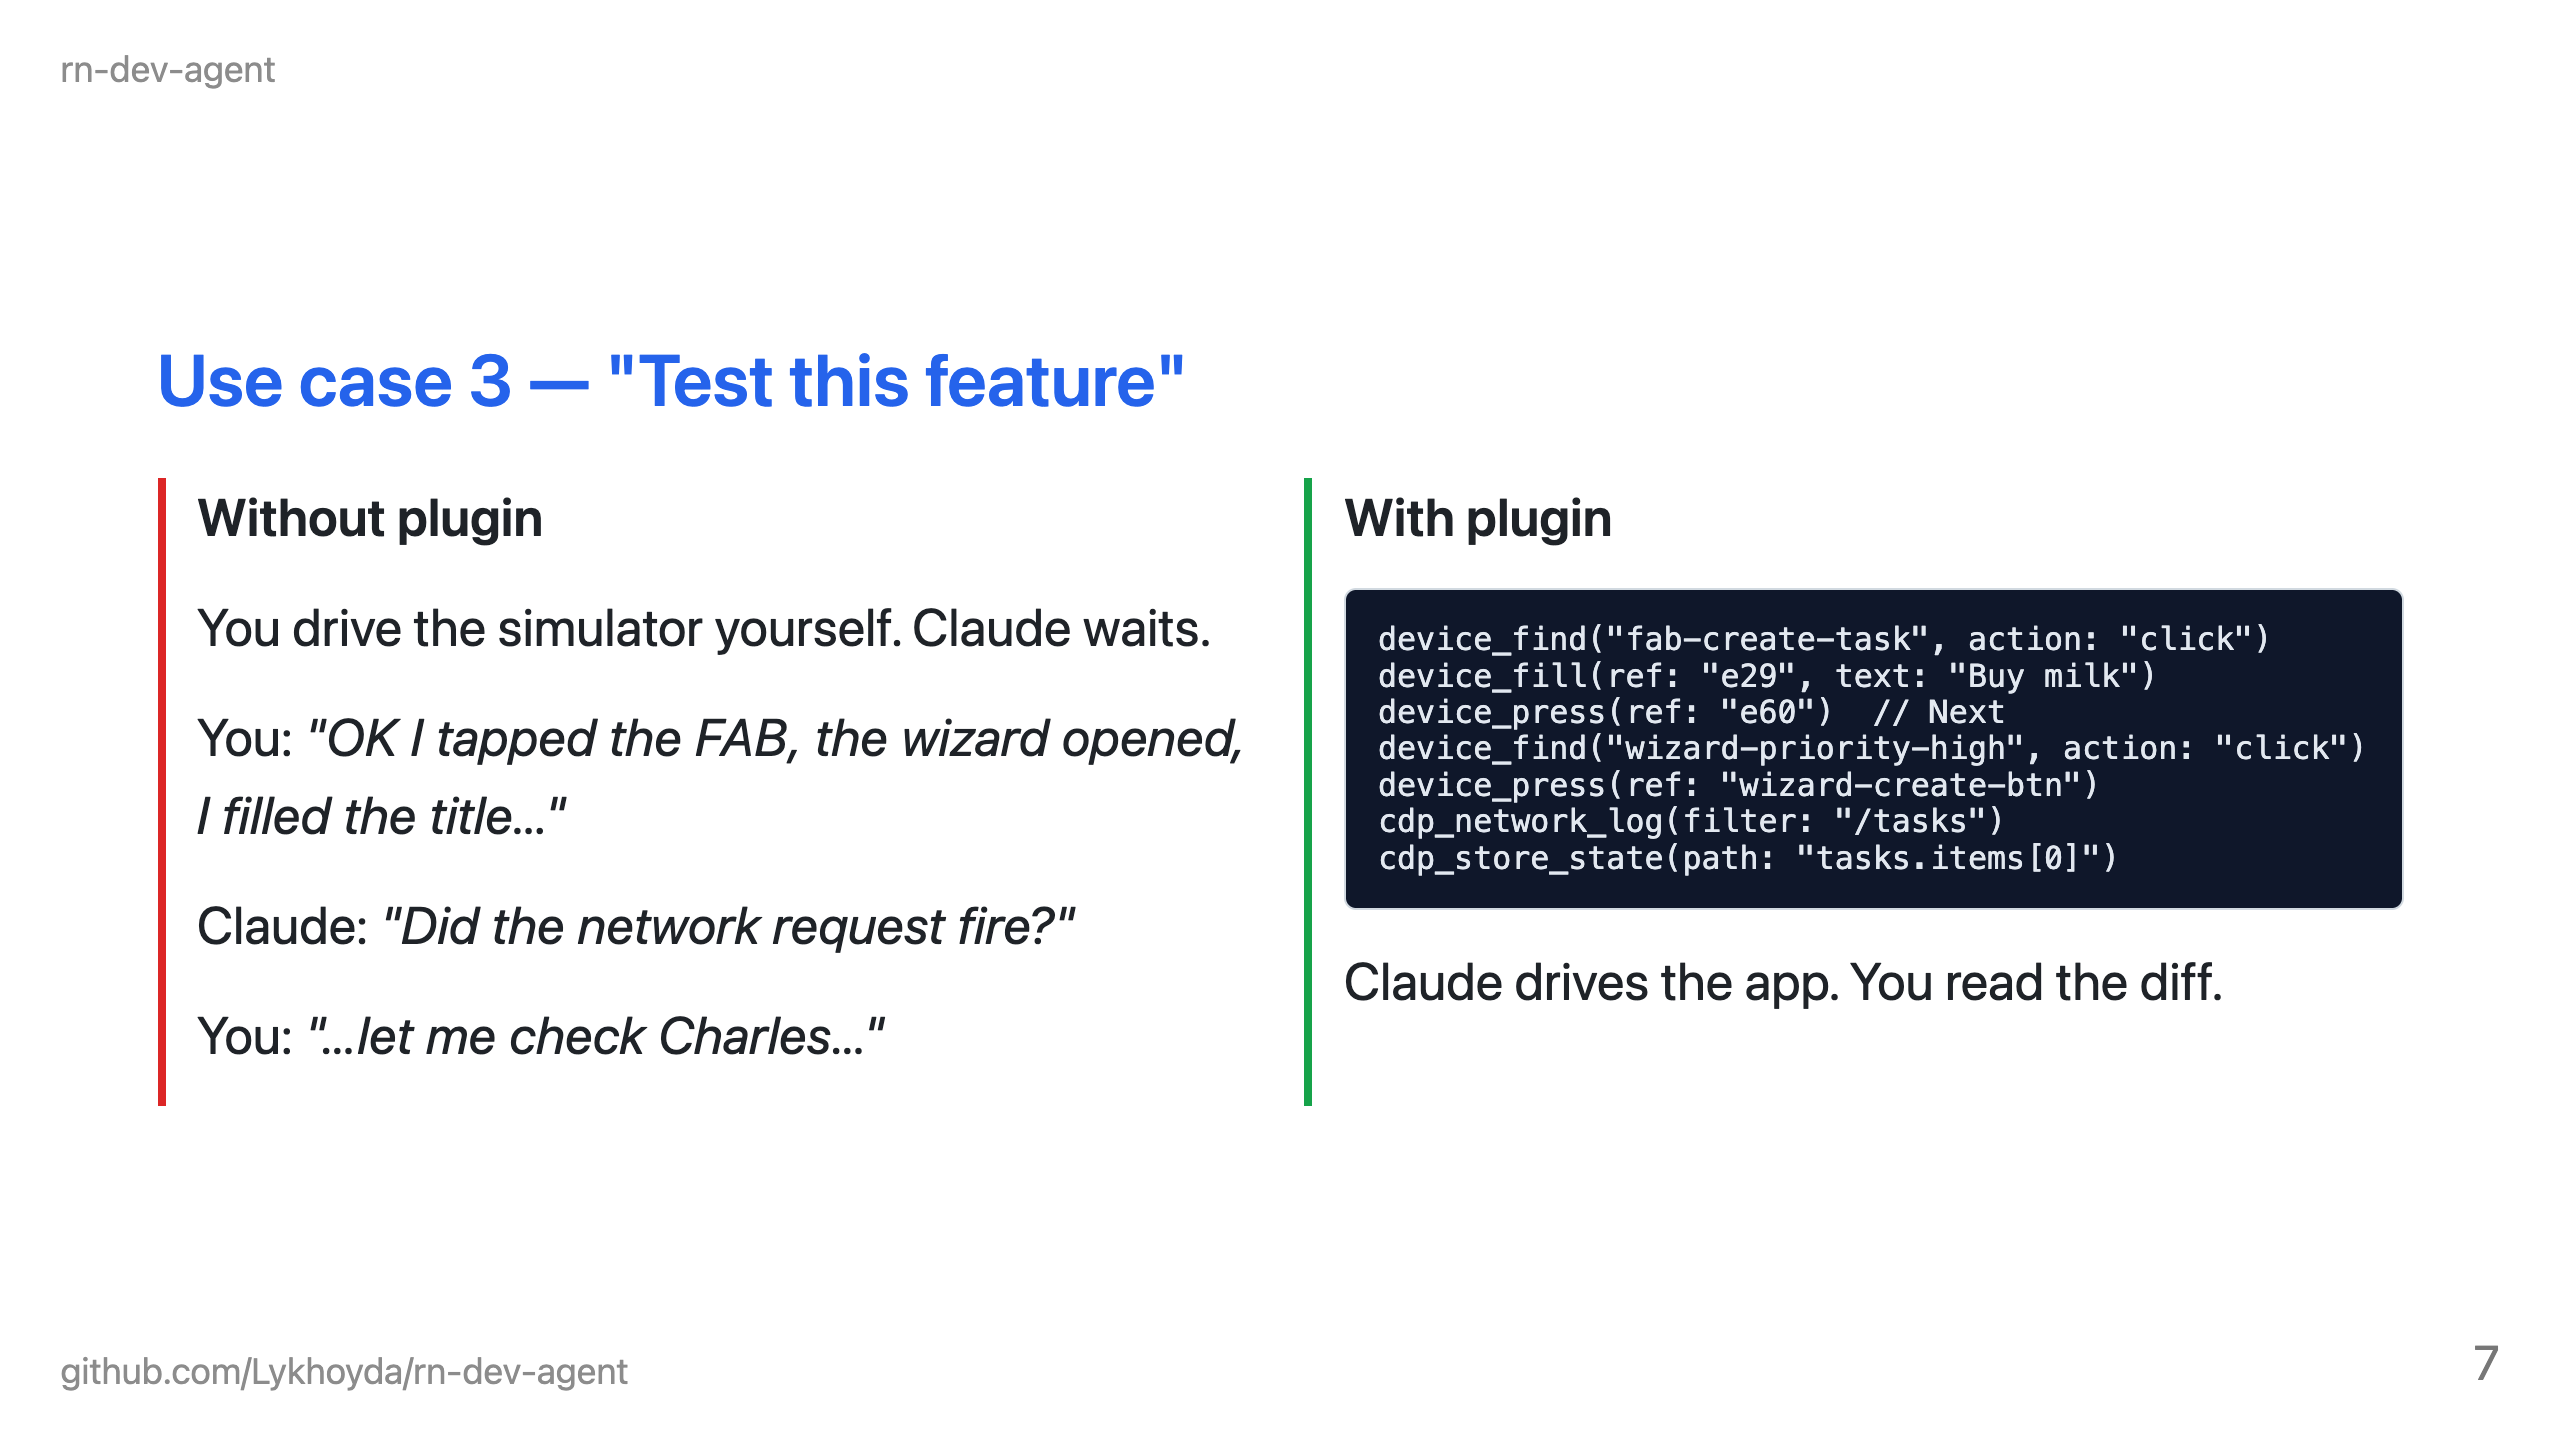 rn-dev-agent
Use case 3 — "Test this feature"
Without plugin
You drive the simulator yourself. Claude waits.
You: "OK I tapped the FAB, the wizard opened,
I filled the title..."
Claude: "Did the network request fire?"
You: "...let me check Charles..."
With plugin
device_find("fab-create-task", action: "click")
device_fill(ref: "e29", text: "Buy milk")
device_press(ref: "e60")  // Next
device_find("wizard-priority-high", action: "click")
device_press(ref: "wizard-create-btn")
cdp_network_log(filter: "/tasks")
cdp_store_state(path: "tasks.items[0]")
Claude drives the app. You read the diff.
github.com/Lykhoyda/rn-dev-agent
7